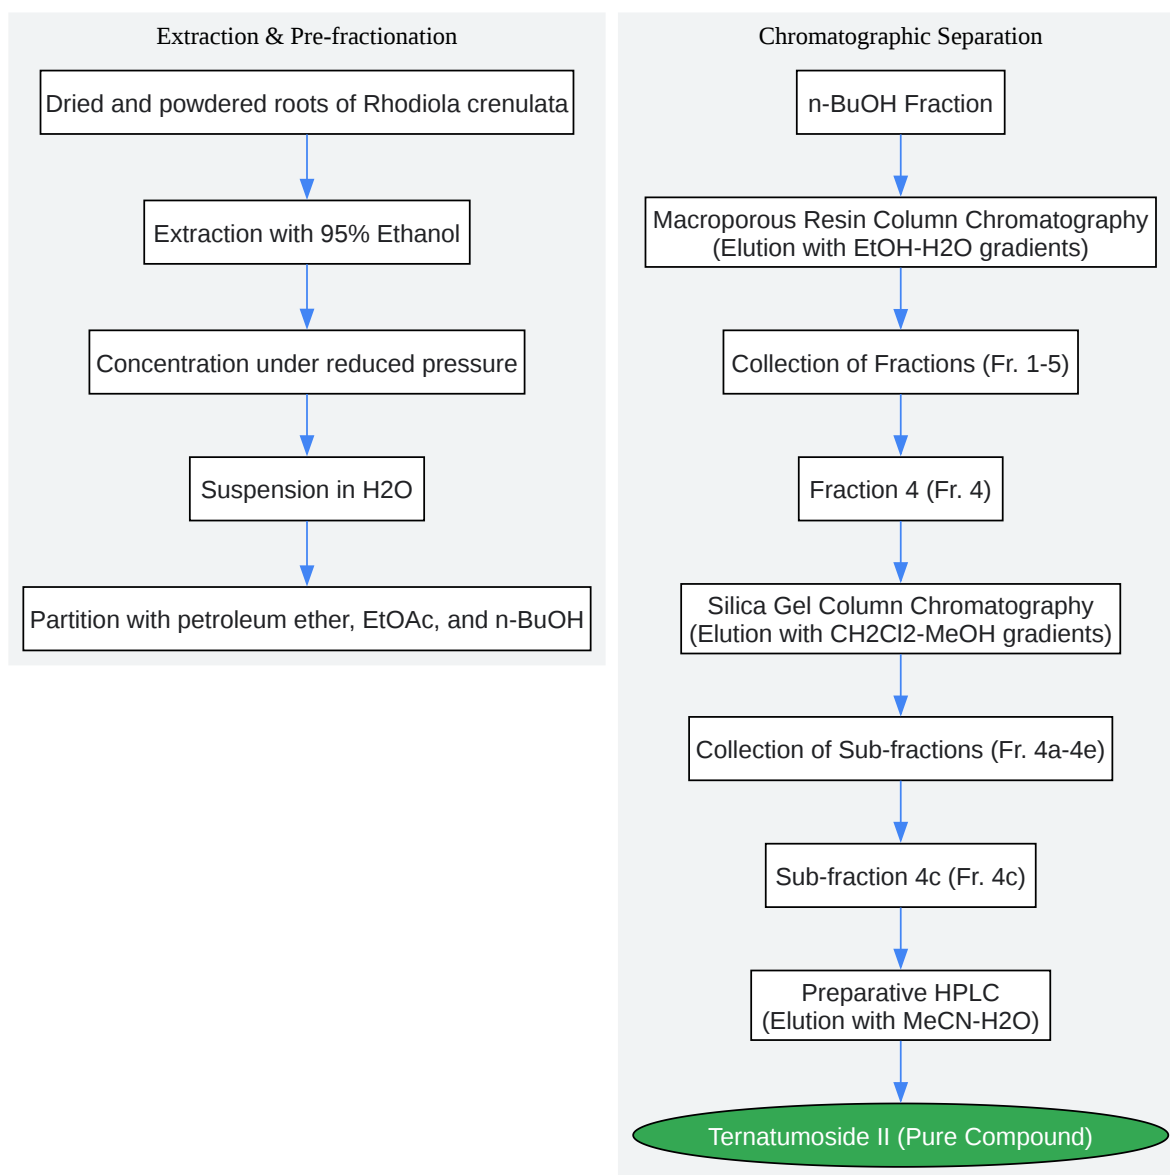 Extraction & Pre-fractionation
Dried and powdered roots of Rhodiola crenulata
Extraction with 95% Ethanol
Concentration under reduced pressure
Suspension in H2O
Partition with petroleum ether, EtOAc, and n-BuOH
Chromatographic Separation
n-BuOH Fraction
Macroporous Resin Column Chromatography
(Elution with EtOH-H2O gradients)
Collection of Fractions (Fr. 1-5)
Fraction 4 (Fr. 4)
Silica Gel Column Chromatography
(Elution with CH2Cl2-MeOH gradients)
Collection of Sub-fractions (Fr. 4a-4e)
Sub-fraction 4c (Fr. 4c)
Preparative HPLC
(Elution with MeCN-H2O)
Ternatumoside II (Pure Compound)